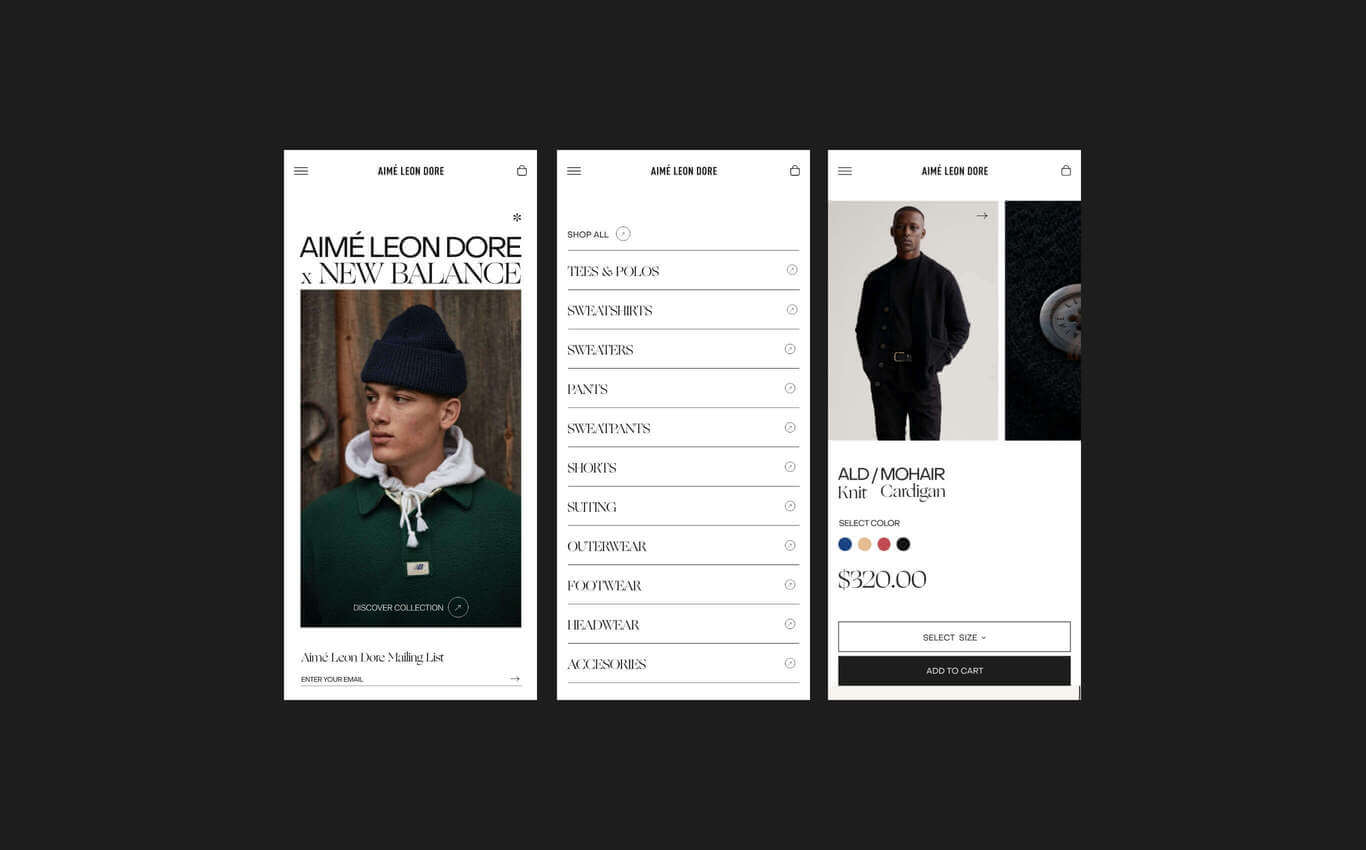 AIMÉ LEON DORE
AIMÉ LEON DORE
x NEW BALANCE
DISCOVER COLLECTION
Aimé Leon Dore Mailing List
ENTER YOUR EMAIL
AIMÉ LEON DORE
SHOP ALL
TEES & POLOS
SWEATSHIRTS
SWEATERS
PANTS
SWEATPANTS
SHORTS
SUITING
OUTERWEAR
FOOTWEAR
HEADWEAR
ACCESORIES
AIMÉ LEON DORE
ALD / MOHAIR
Knit Cardigan
SELECT COLOR
$320.00
SELECT SIZE
ADD TO CART